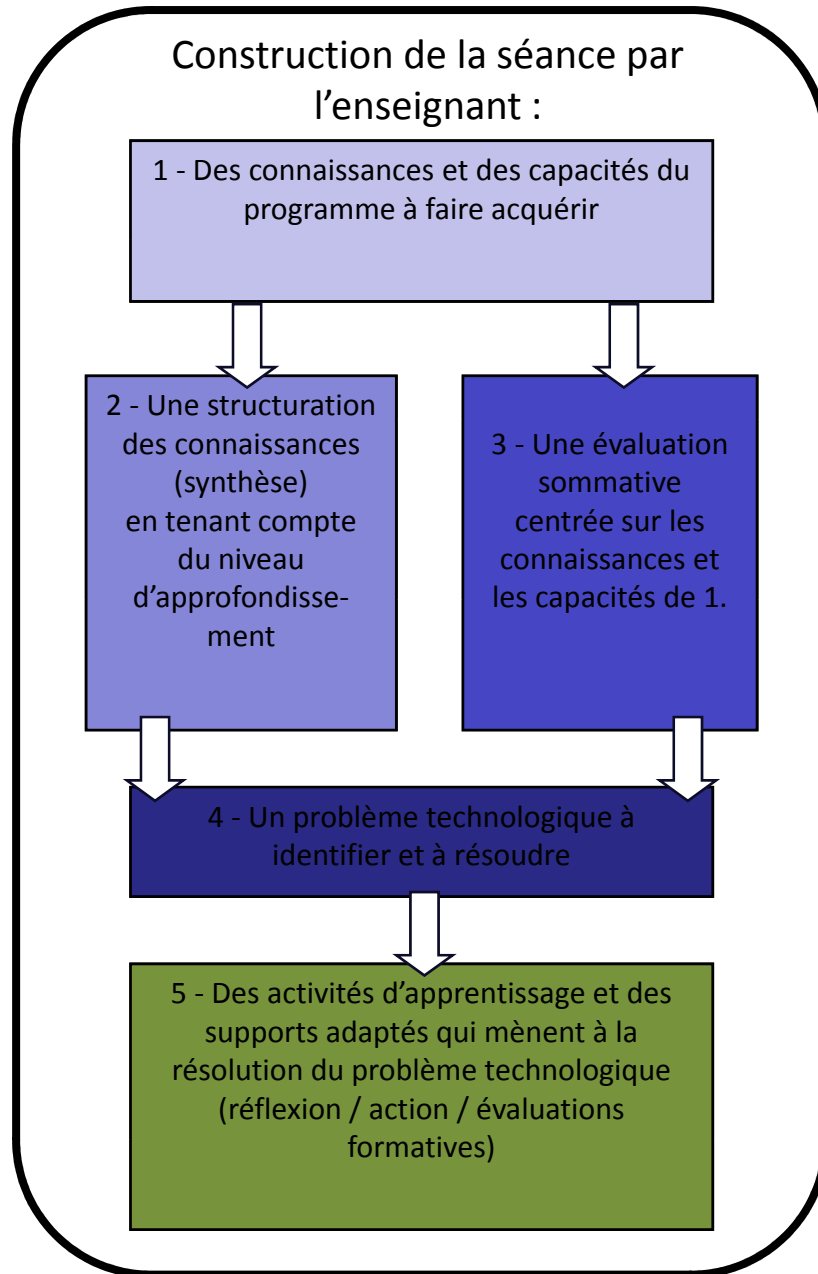 Construction de la séance par
l’enseignant :
1 - Des connaissances et des capacités du
programme à faire acquérir
2 - Une structuration
des connaissances
(synthèse)
en tenant compte
du niveau
d’approfondisse-
ment
3 - Une évaluation
sommative
centrée sur les
connaissances et
les capacités de 1.
4 - Un problème technologique à
identifier et à résoudre
5 - Des activités d’apprentissage et des
supports adaptés qui mènent à la
résolution du problème technologique
(réflexion / action / évaluations
formatives)